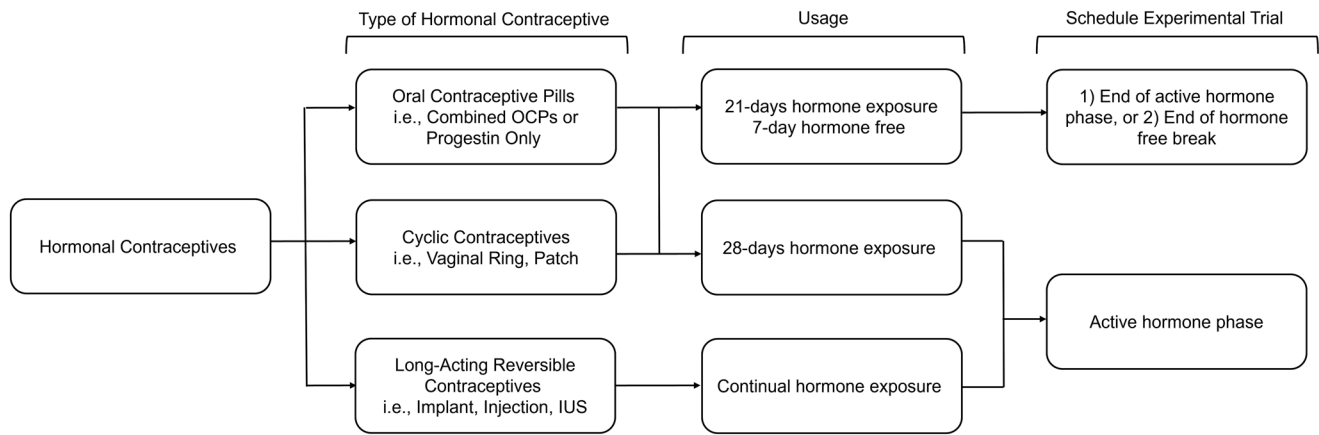 Type of Hormonal Contraceptive
Usage
Schedule Experimental Trial
Oral Contraceptive Pills
i.e., Combined OCPs or
Progestin Only
21-days hormone exposure
7-day hormone free
1) End of active hormone
phase, or 2) End of hormone
free break
Hormonal Contraceptives
Cyclic Contraceptives
i.e., Vaginal Ring, Patch
28-days hormone exposure
Active hormone phase
Long-Acting Reversible
Contraceptives
i.e., Implant, Injection, IUS
Continual hormone exposure